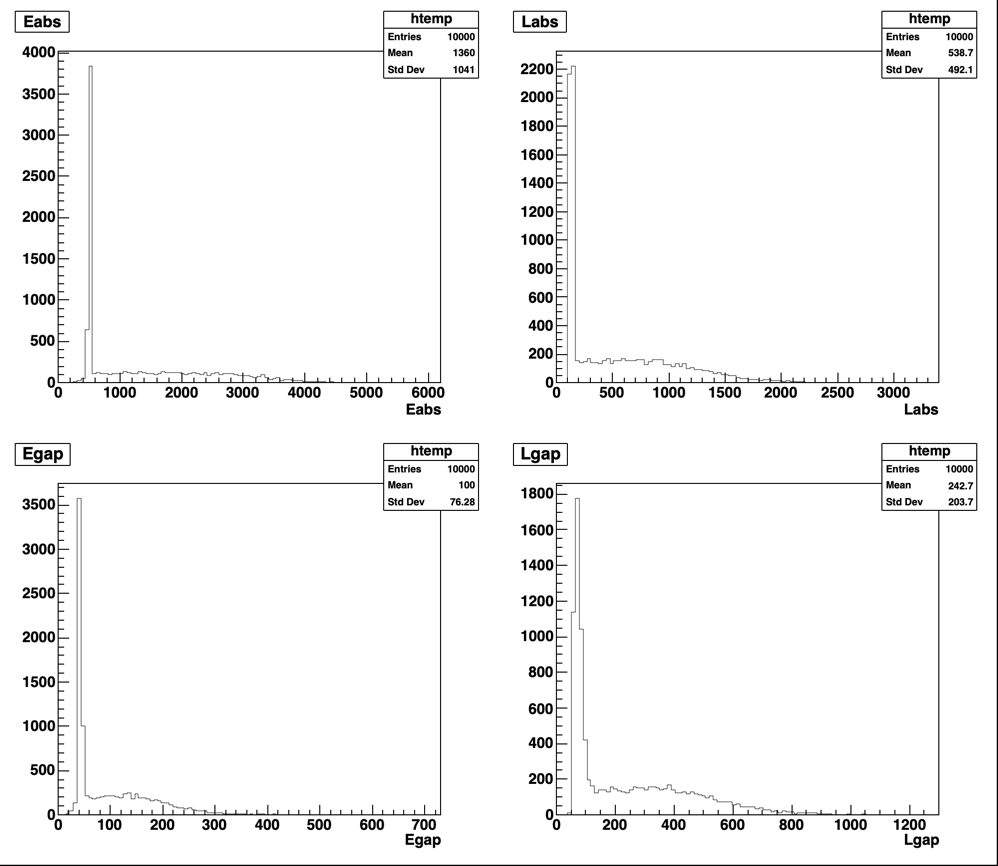 Eabs
htemp
Entries 10000
Mean 1360
Std Dev 1041
4000
3500
3000
2500
2000
1500
1000
500
0
0 1000 2000 3000 4000 5000 6000
Eabs
Labs
htemp
Entries 10000
Mean 538.7
Std Dev 492.1
2200
2000
1800
1600
1400
1200
1000
800
600
400
200
0
0 500 1000 1500 2000 2500 3000
Labs
Egap
htemp
Entries 10000
Mean 100
Std Dev 76.28
3500
3000
2500
2000
1500
1000
500
0
0 100 200 300 400 500 600 700
Egap
Lgap
htemp
Entries 10000
Mean 242.7
Std Dev 203.7
1800
1600
1400
1200
1000
800
600
400
200
0
0 200 400 600 800 1000 1200
Lgap